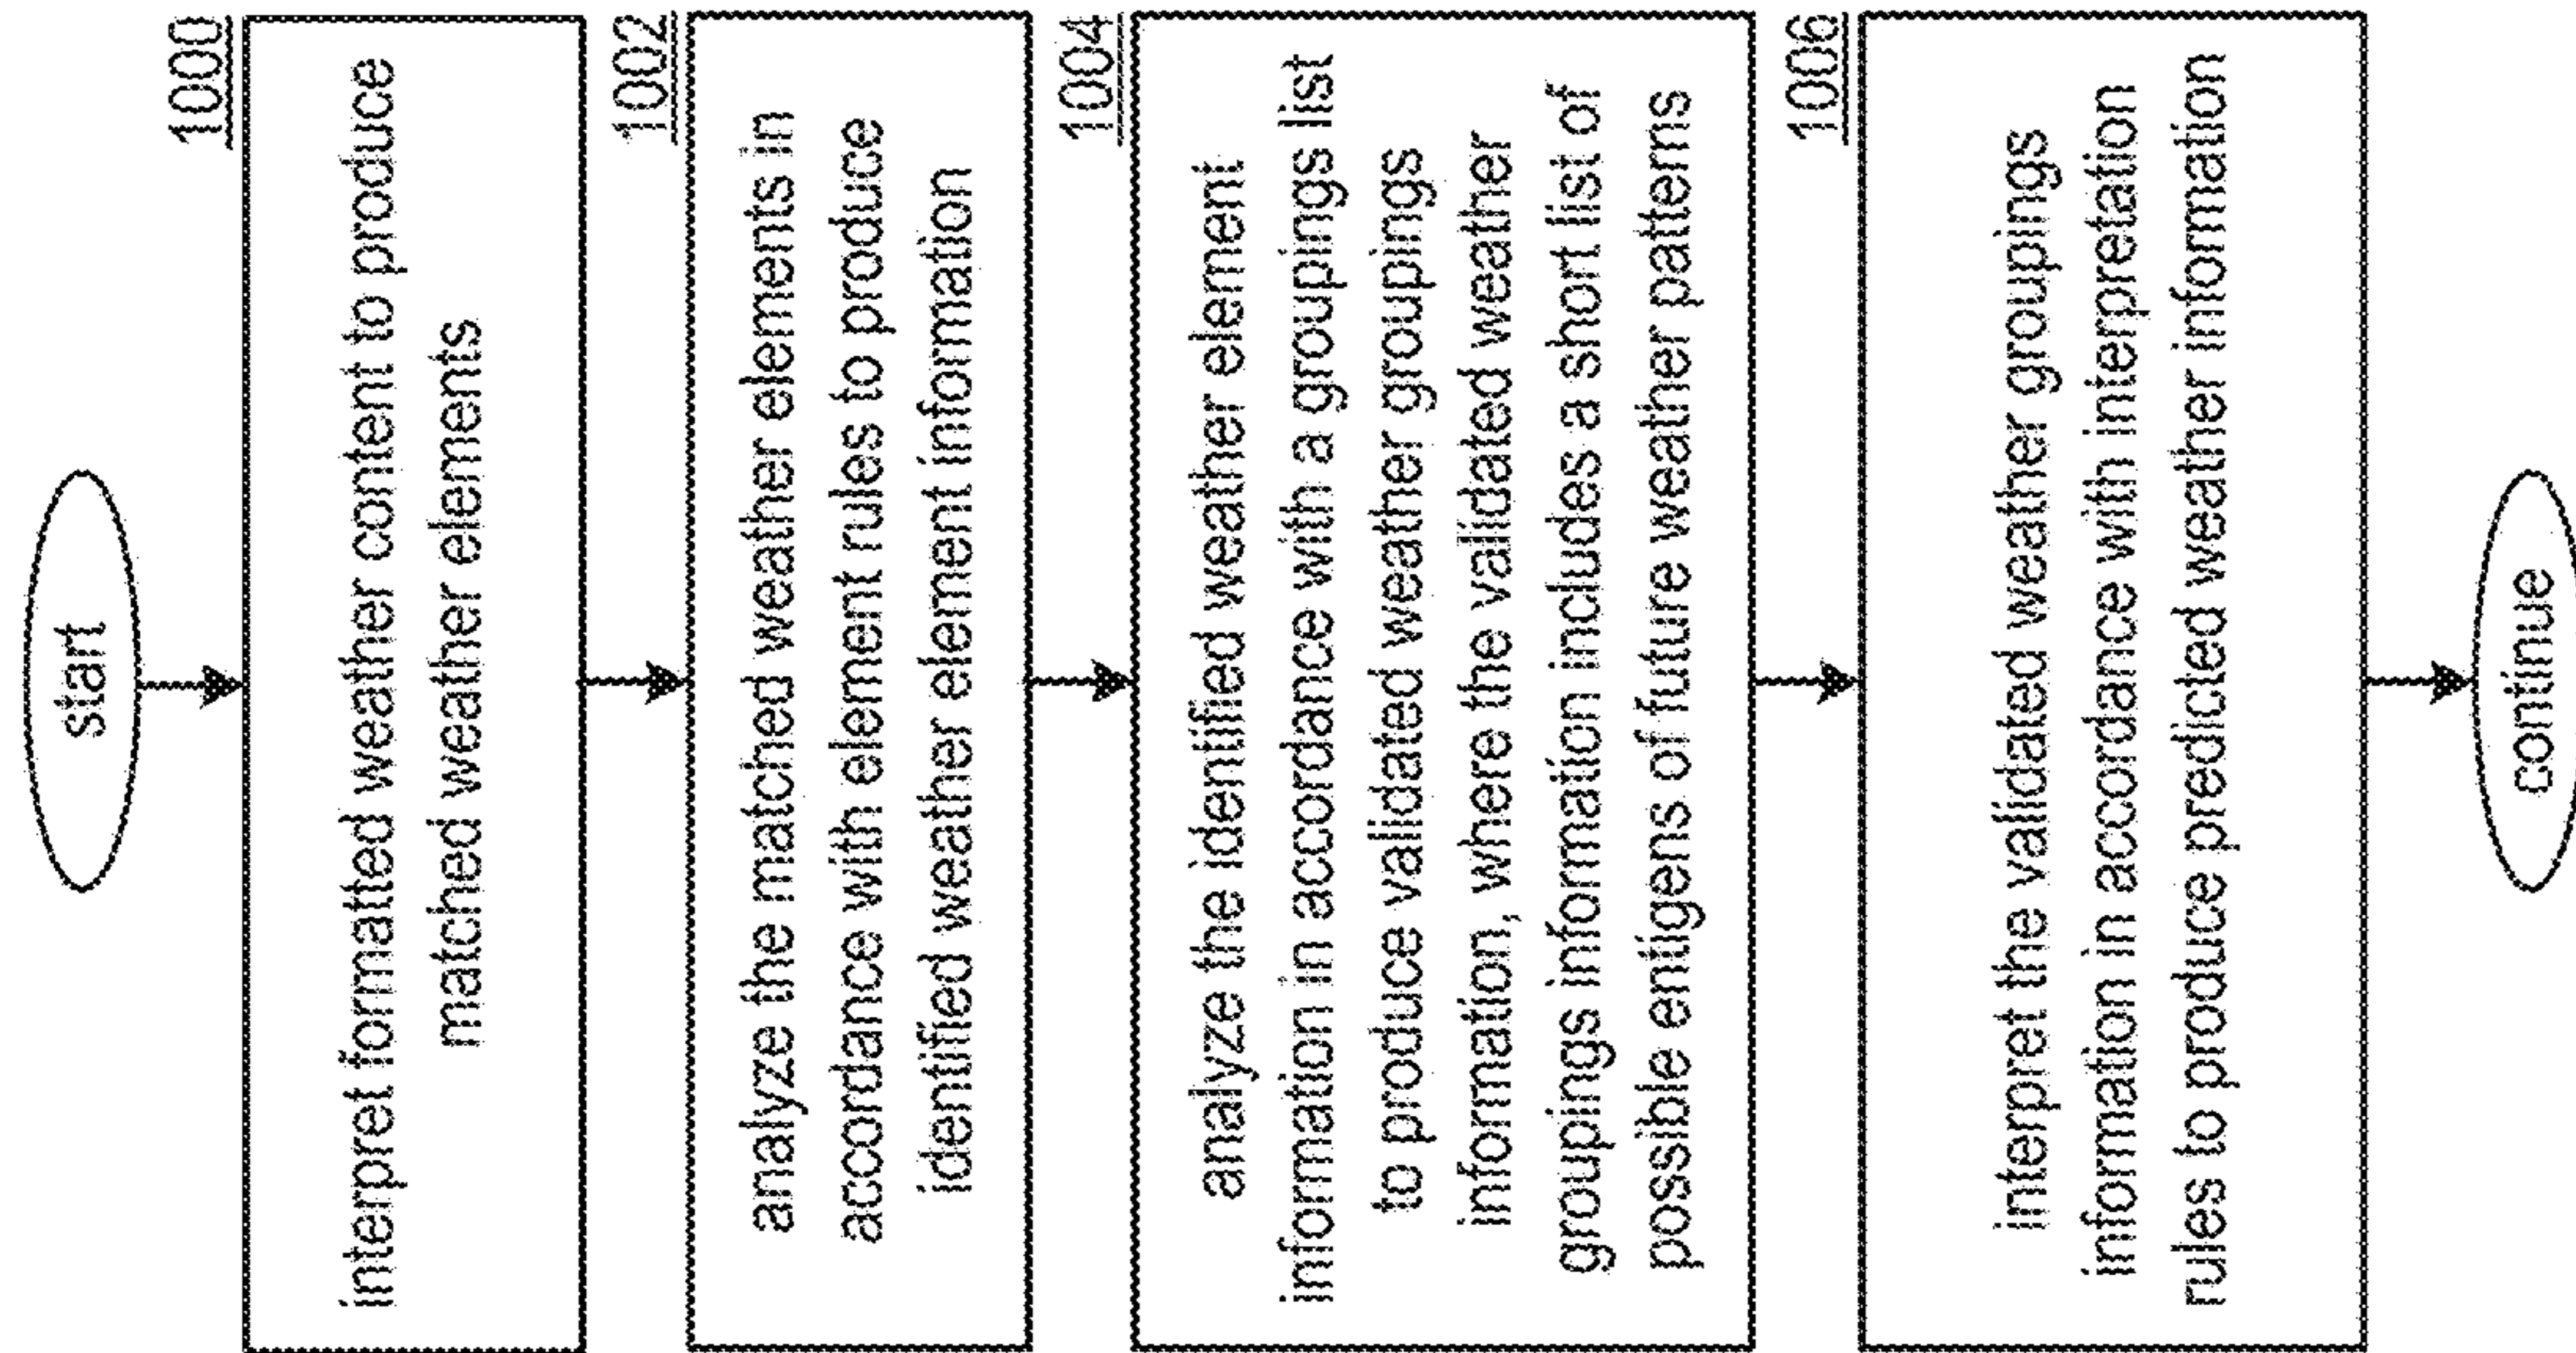 start
1000
interpret formatted weather content to produce
matched weather elements
1002
analyze the matched weather elements in
accordance with element rules to produce
identified weather element information
1004
analyze the identified weather element
information in accordance with a groupings list
to produce validated weather groupings
information, where the validated weather
groupings information includes a short list of
possible entigens of future weather patterns
1006
interpret the validated weather groupings
information in accordance with interpretation
rules to produce predicted weather information
continue